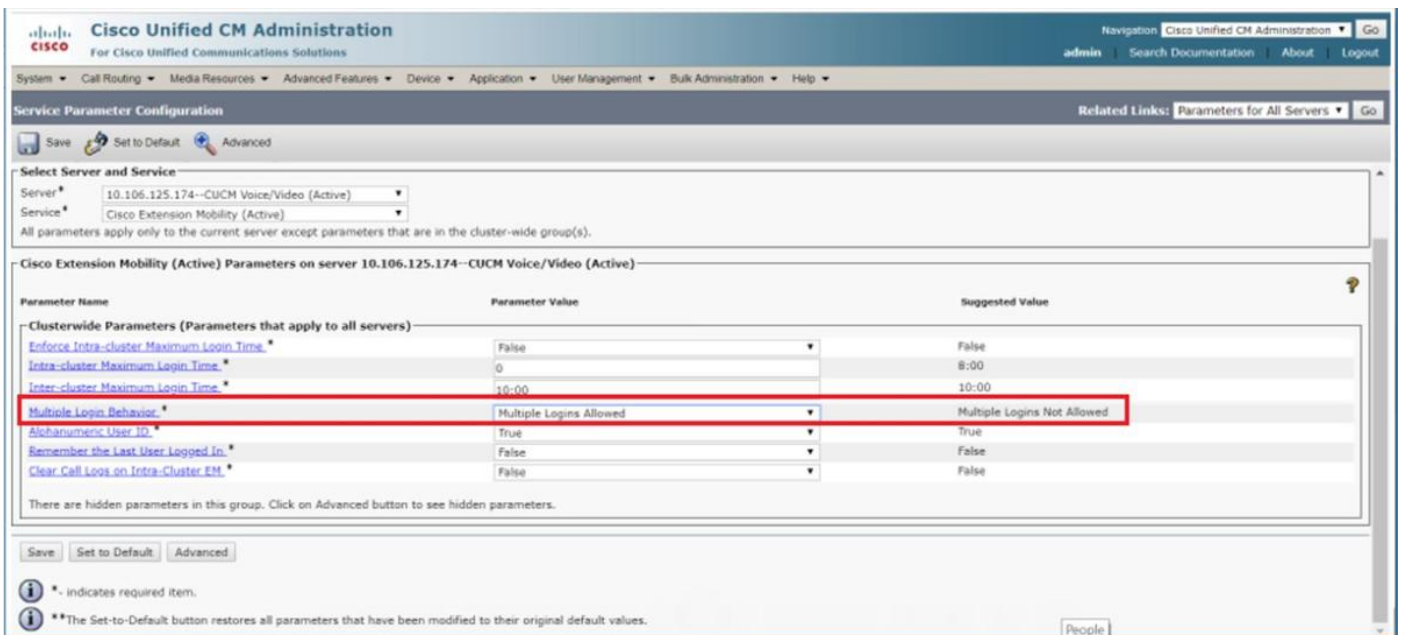 Cisco Unified CM Administration
For Cisco Unified Communications Solutions
CISCO
Navigation Cisco Unified CM Administration Go
admin Search Documentation About Logout
System Call Routing Media Resources Advanced Features Device Application User Management Bulk Administration Help
Service Parameter Configuration
Related Links: Parameters for All Servers Go
Save Set to Default Advanced
Select Server and Service
Server* 10.106.125.174--CUCM Voice/Video (Active)
Service* Cisco Extension Mobility (Active)
All parameters apply only to the current server except parameters that are in the cluster-wide group(s).
Cisco Extension Mobility (Active) Parameters on server 10.106.125.174--CUCM Voice/Video (Active)
?
Parameter Name Parameter Value Suggested Value
Clusterwide Parameters (Parameters that apply to all servers)
Enforce Intra-cluster Maximum Login Time * False False
Intra-cluster Maximum Login Time * 0 8:00
Inter-cluster Maximum Login Time * 10:00 10:00
Multiple Login Behavior * Multiple Logins Allowed Multiple Logins Not Allowed
Alphanumeric User ID * True True
Remember the Last User Logged In * False False
Clear Call Logs on Intra-Cluster EM * False False
There are hidden parameters in this group. Click on Advanced button to see hidden parameters.
Save Set to Default Advanced
i *- indicates required item.
i **The Set-to-Default button restores all parameters that have been modified to their original default values.
People